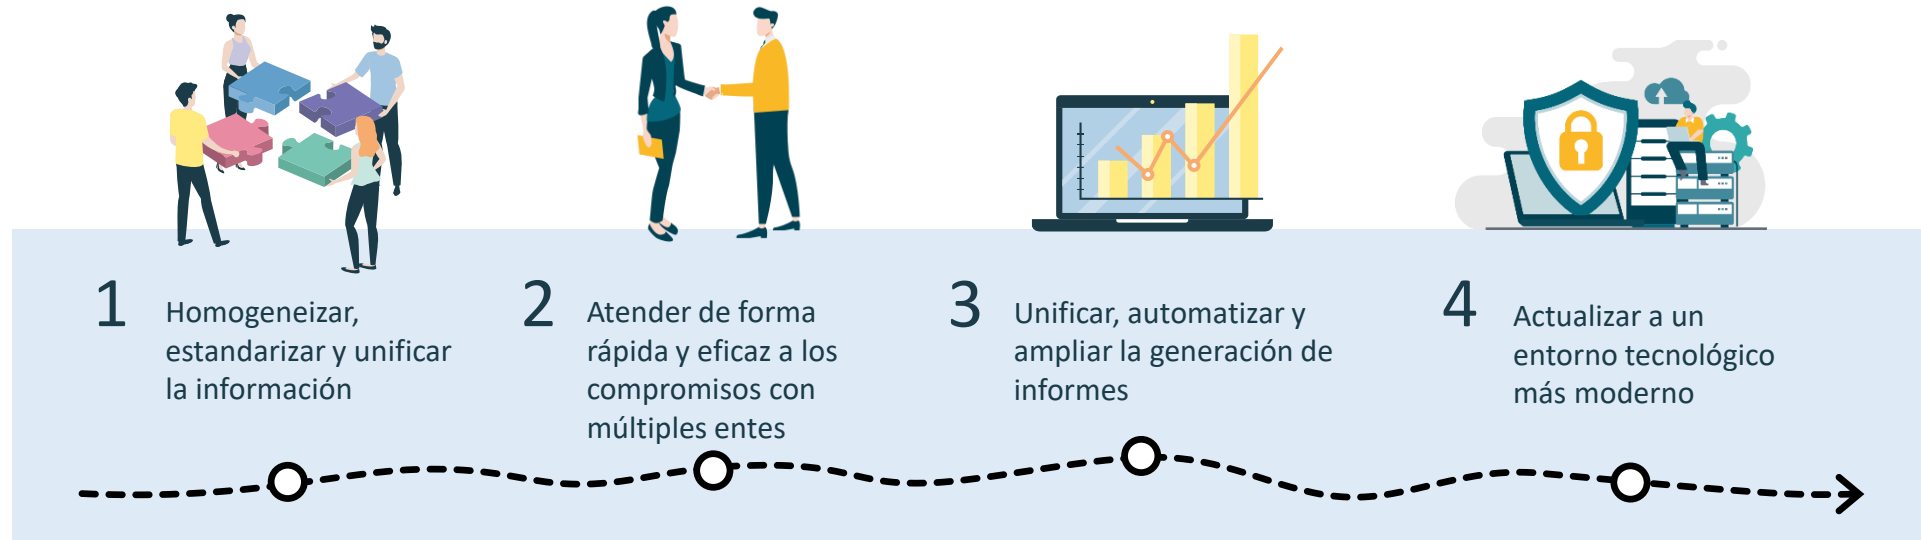 1
Homogeneizar,
estandarizar y unificar
la información
2
Atender de forma
rápida y eficaz a los
compromisos con
múltiples entes
3
Unificar, automatizar y
ampliar la generación de
informes
4
Actualizar a un
entorno tecnológico
más moderno